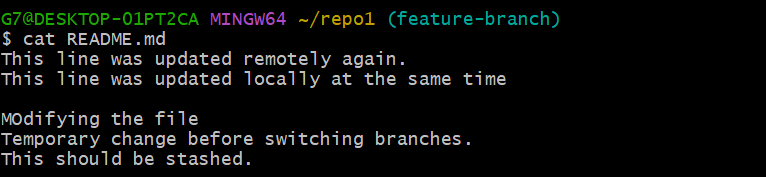 G7@DESKTOP-01PT2CA MINGW64 ~/repo1 (feature-branch)
$ cat README.md
This line was updated remotely again.
This line was updated locally at the same time
MOdifying the file
Temporary change before switching branches.
This should be stashed.